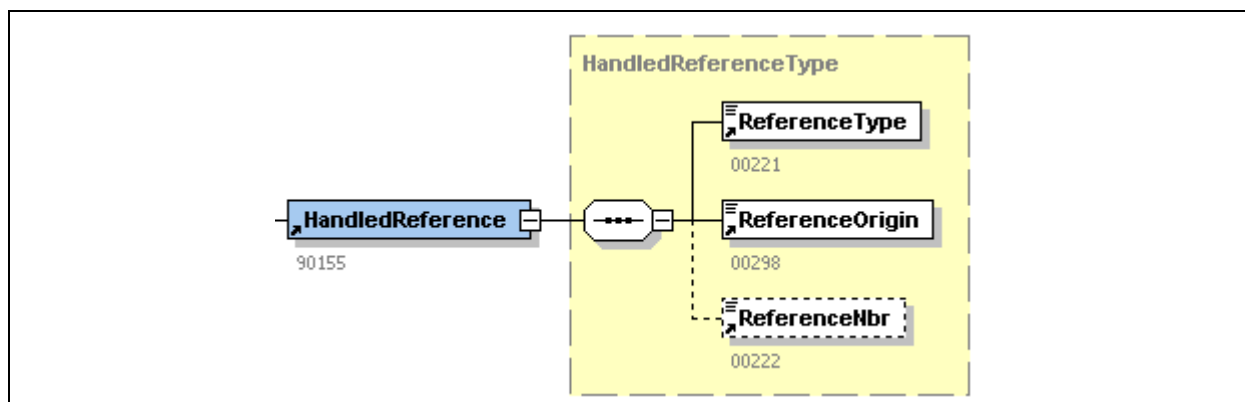 HandledReferenceType
ReferenceType
00221
HandledReference
90155
ReferenceOrigin
00298
ReferenceNbr
00222